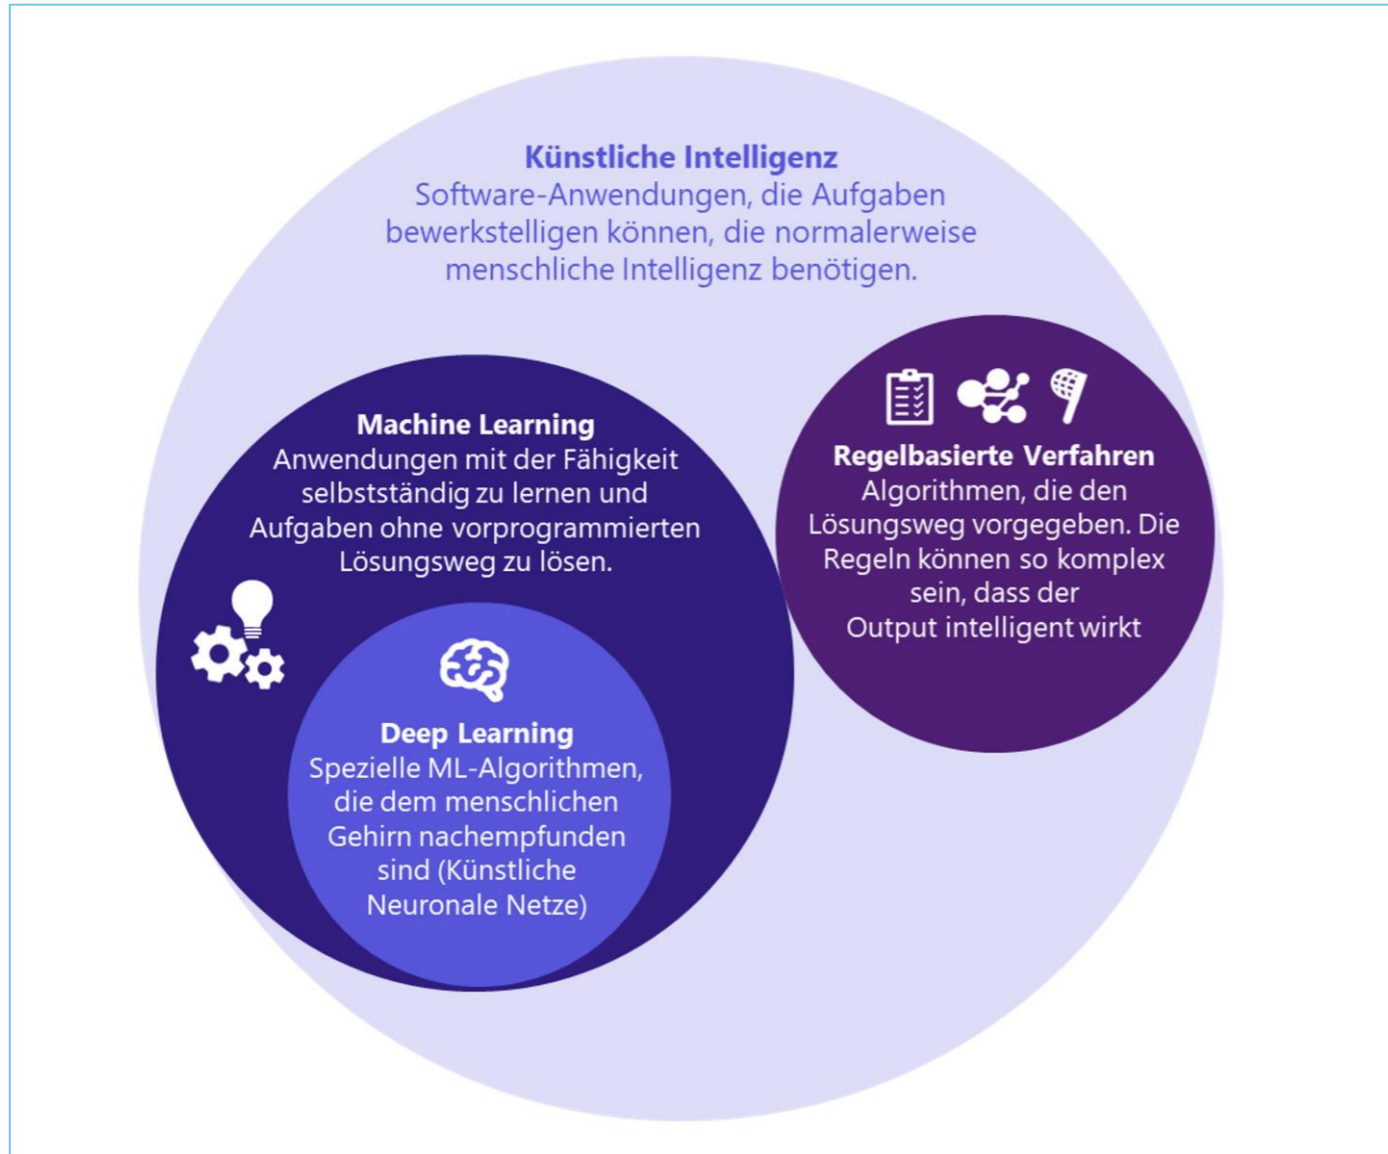 Künstliche Intelligenz
Software-Anwendungen, die Aufgaben
bewerkstelligen können, die normalerweise
menschliche Intelligenz benötigen.
Machine Learning
Anwendungen mit der Fähigkeit
selbstständig zu lernen und
Aufgaben ohne vorprogrammierten
Lösungsweg zu lösen.
Deep Learning
Spezielle ML-Algorithmen,
die dem menschlichen
Gehirn nachempfunden
sind (Künstliche
Neuronale Netze)
Regelbasierte Verfahren
Algorithmen, die den
Lösungsweg vorgegeben. Die
Regeln können so komplex
sein, dass der
Output intelligent wirkt